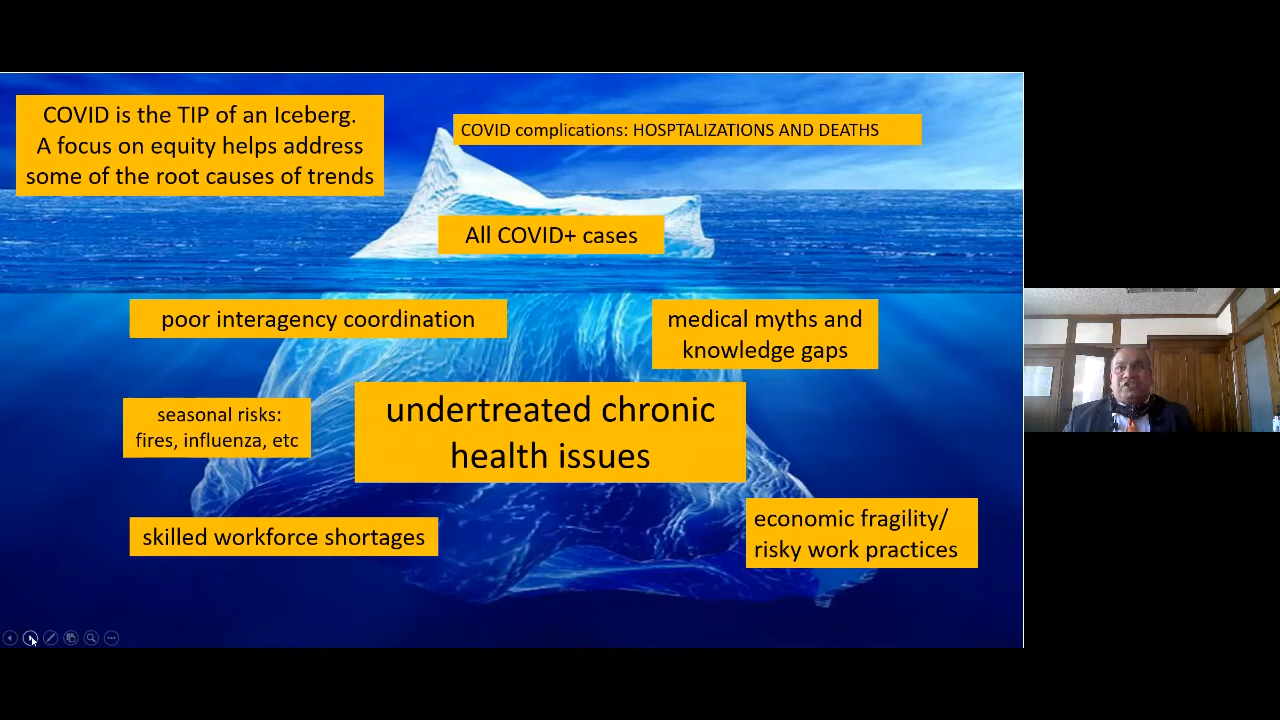 COVID is the TIP of an Iceberg.
A focus on equity helps address
some of the root causes of trends
COVID complications: HOSPTALIZATIONS AND DEATHS
All COVID+ cases
poor interagency coordination
medical myths and
knowledge gaps
undertreated chronic
health issues
seasonal risks:
fires, influenza, etc
skilled workforce shortages
economic fragility/
risky work practices